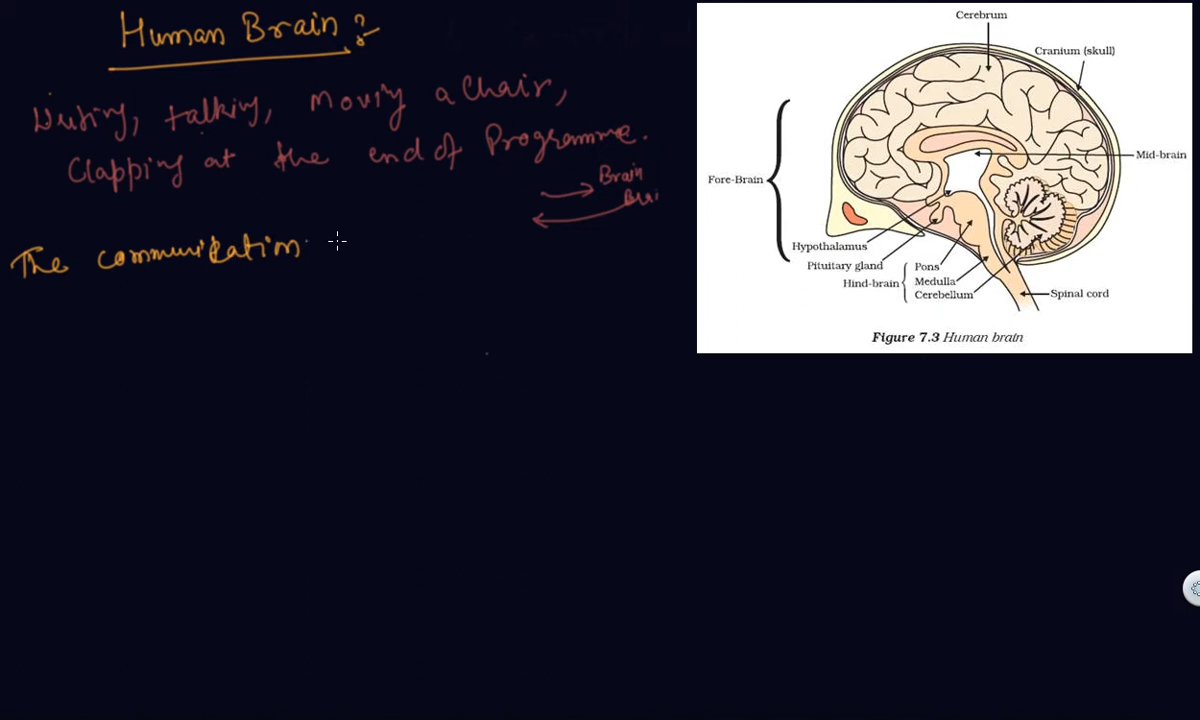 Human Brain ?
Writing, talking, moving a chair,
Clapping at the end of Programme.
Brain
The communication
Cerebrum
Cranium (skull)
Mid-brain
Fore-Brain
Hypothalamus
Pituitary gland
Hind-brain
Pons
Medulla
Cerebellum
Spinal cord
Figure 7.3 Human brain